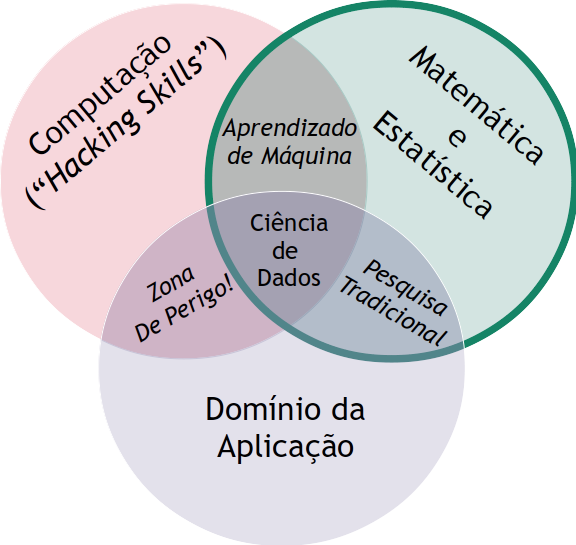 Computação
(“Hacking Skills”)
Matemática
e
Estatística
Aprendizado
de Máquina
Ciência
de
Dados
Zona
De Perigo!
Pesquisa
Tradicional
Domínio da
Aplicação